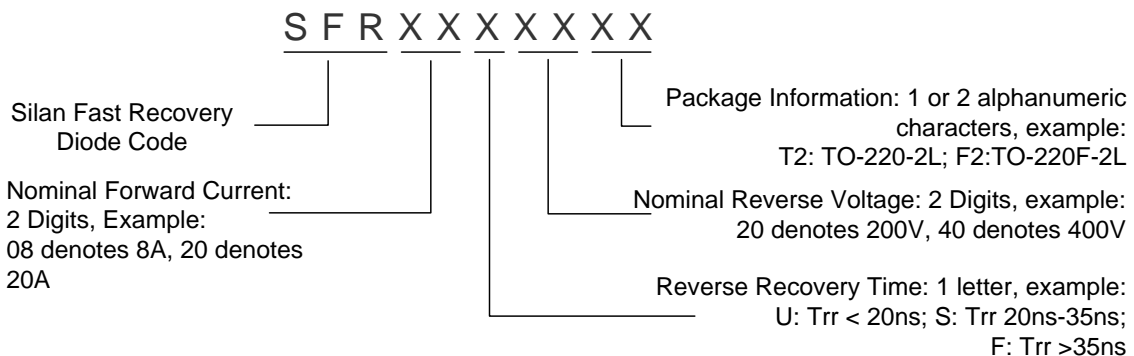 S F R X X X X X X X
Silan Fast Recovery
Diode Code
Nominal Forward Current:
2 Digits, Example:
08 denotes 8A, 20 denotes
20A
Package Information: 1 or 2 alphanumeric
characters, example:
T2: TO-220-2L; F2:TO-220F-2L
Nominal Reverse Voltage: 2 Digits, example:
20 denotes 200V, 40 denotes 400V
Reverse Recovery Time: 1 letter, example:
U: Trr < 20ns; S: Trr 20ns-35ns;
F: Trr >35ns